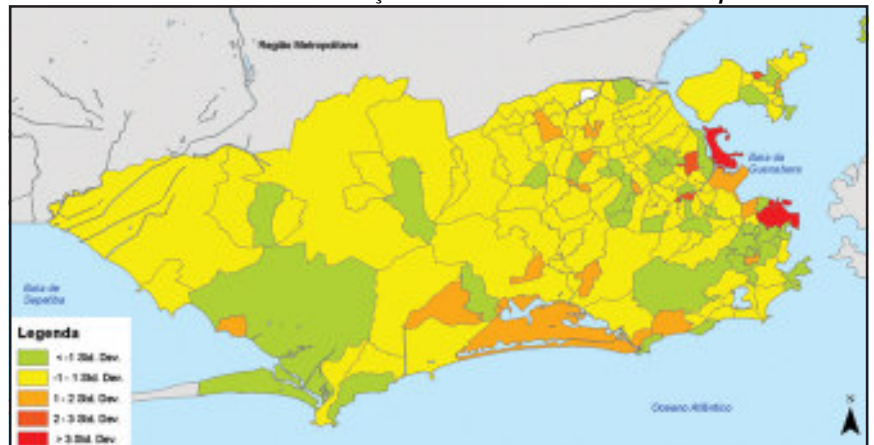 Região Metropolitana
Baía de
Guanabara
Baía de
Sepetiba
Legenda
< -1 Std. Dev.
-1 - 1 Std. Dev.
1 - 2 Std. Dev.
2 - 3 Std. Dev.
> 3 Std. Dev.
Oceano Atlântico
N